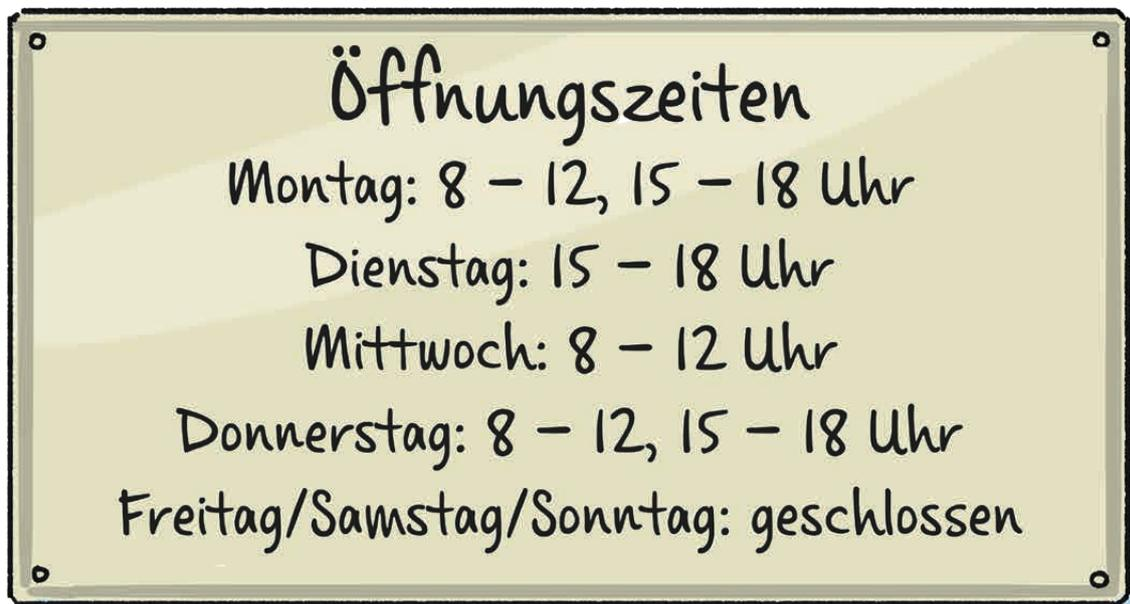 Öffnungszeiten
Montag: 8 – 12, 15 – 18 Uhr
Dienstag: 15 – 18 Uhr
Mittwoch: 8 – 12 Uhr
Donnerstag: 8 – 12, 15 – 18 Uhr
Freitag/Samstag/Sonntag: geschlossen